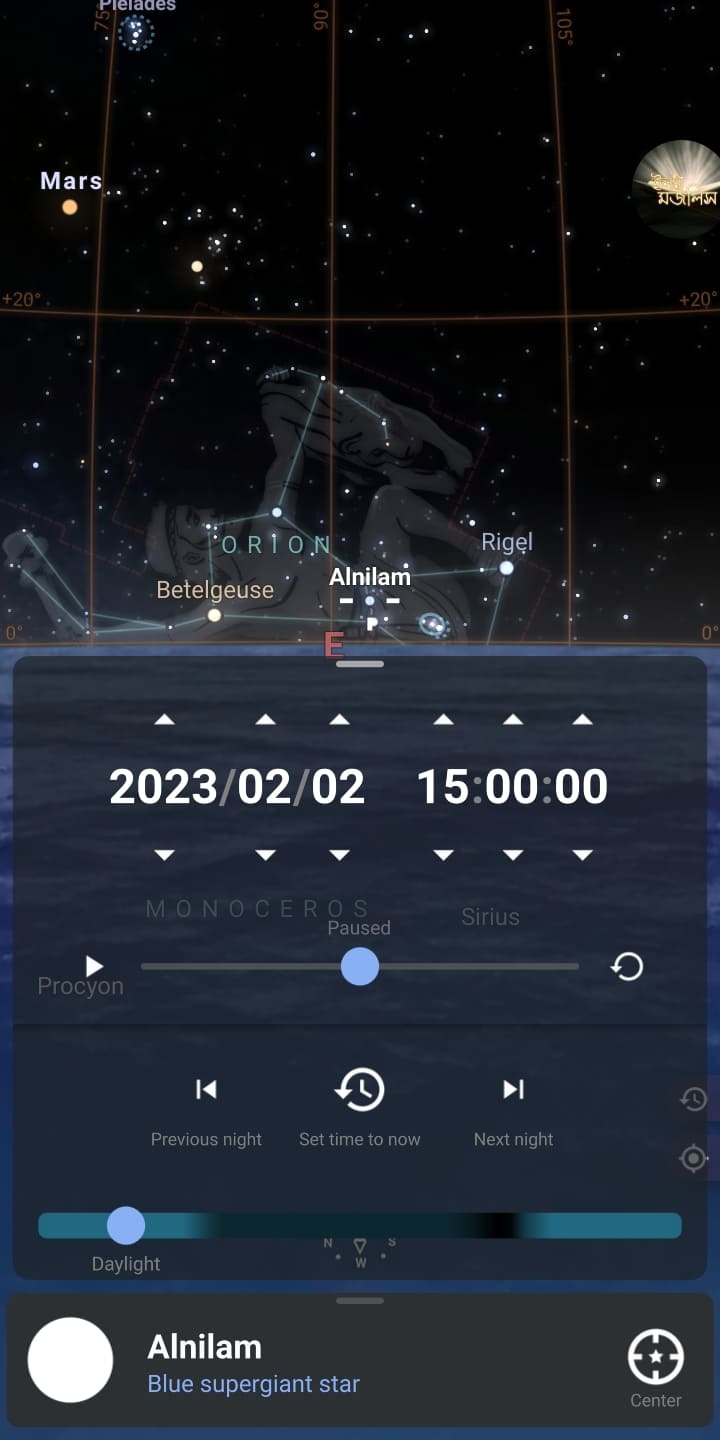 Pleiades
75°
90°
105°
Mars
মজলিস
+20°
+20°
ORION
Rigel
Alnilam
Betelgeuse
0°
0°
E
2023/02/02 15:00:00
MONOCEROS
Sirius
Paused
Procyon
Previous night
Set time to now
Next night
N
S
W
Daylight
Alnilam
Blue supergiant star
Center